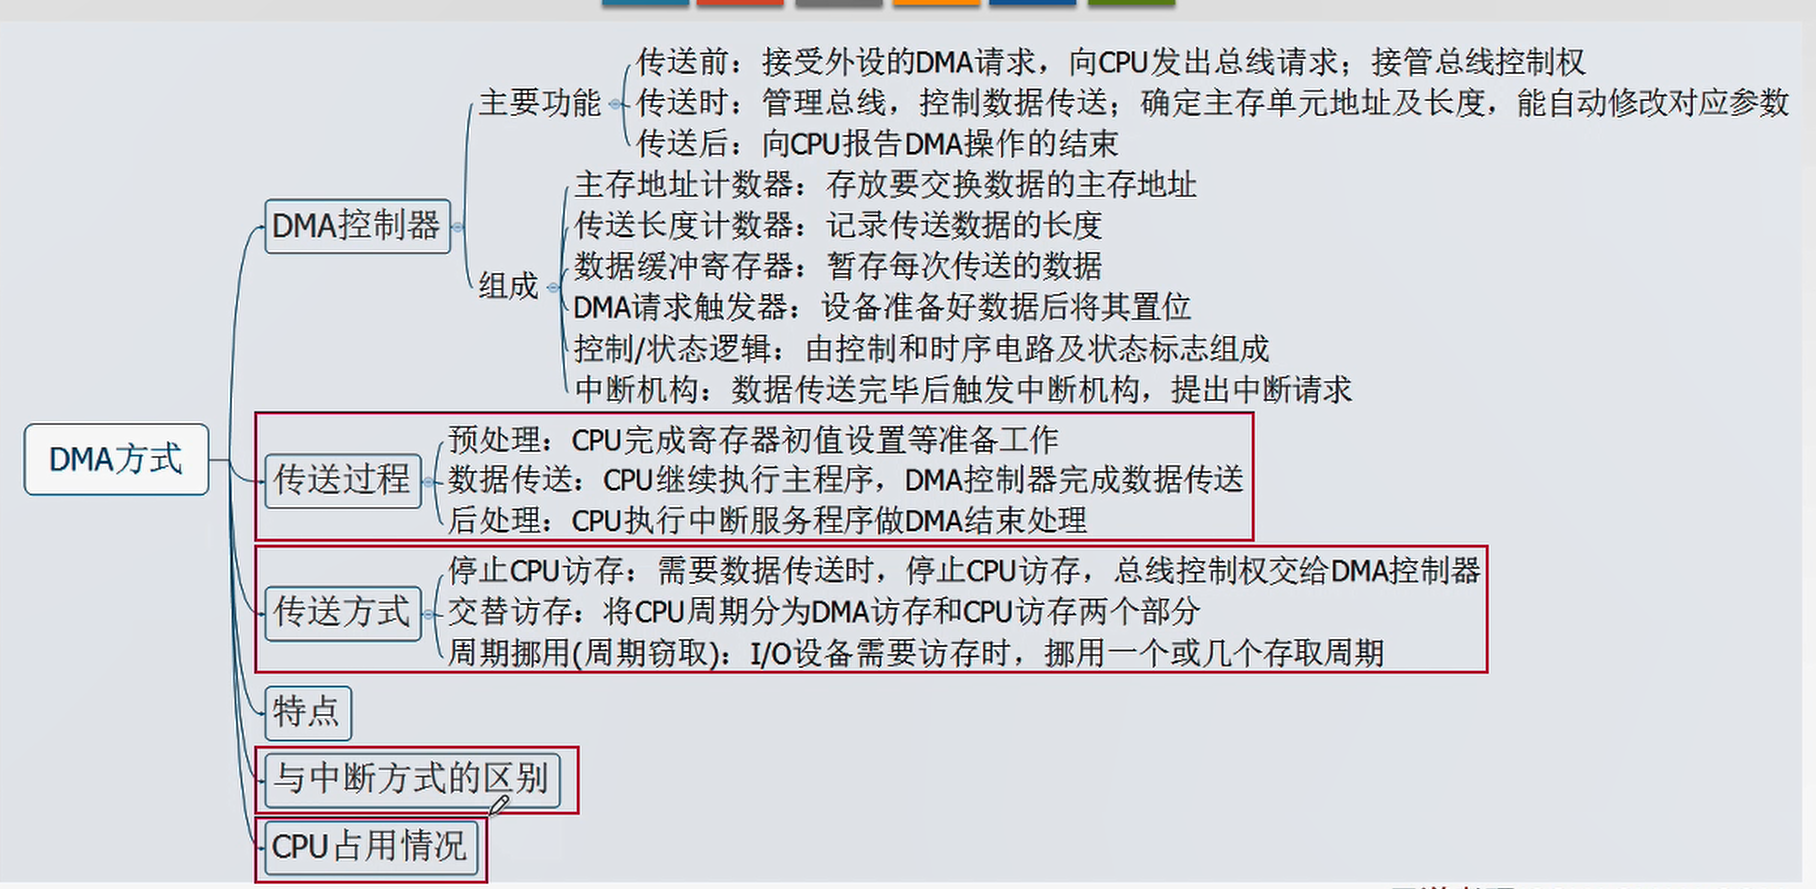 传送前：接受外设的DMA请求，向CPU发出总线请求；接管总线控制权
主要功能
传送时：管理总线，控制数据传送；确定主存单元地址及长度，能自动修改对应参数
传送后：向CPU报告DMA操作的结束
主存地址计数器：存放要交换数据的主存地址
DMA控制器
传送长度计数器：记录传送数据的长度
数据缓冲寄存器：暂存每次传送的数据
组成
DMA请求触发器：设备准备好数据后将其置位
控制/状态逻辑：由控制和时序电路及状态标志组成
中断机构：数据传送完毕后触发中断机构，提出中断请求
DMA方式
预处理：CPU完成寄存器初值设置等准备工作
传送过程
数据传送：CPU继续执行主程序，DMA控制器完成数据传送
后处理：CPU执行中断服务程序做DMA结束处理
停止CPU访存：需要数据传送时，停止CPU访存，总线控制权交给DMA控制器
传送方式
交替访存：将CPU周期分为DMA访存和CPU访存两个部分
周期挪用(周期窃取)：I/O设备需要访存时，挪用一个或几个存取周期
特点
与中断方式的区别
CPU占用情况